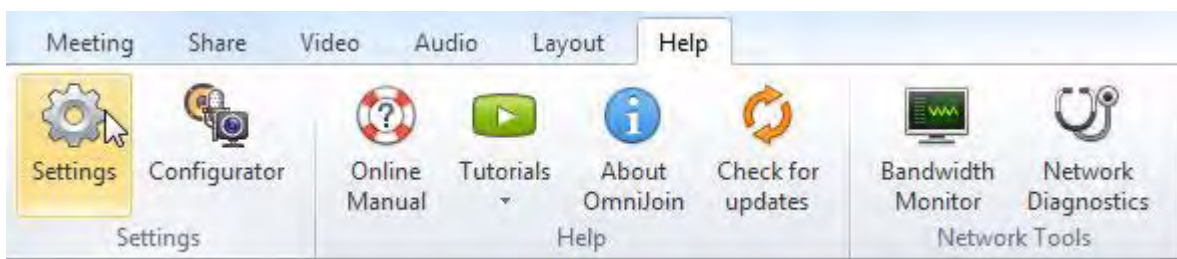 Meeting Share Video Audio Layout Help
Settings Configurator Online Tutorials About Check for Bandwidth Network
Manual OmniJoin updates Monitor Diagnostics
Settings Help Network Tools